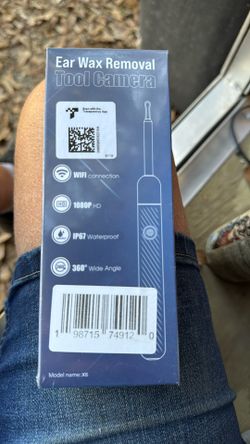 Ear Wax Removal
Tool Camera
WIFI connection
1080P HD
IP67 Waterproof
360° Wide Angle
1 98715 74912 0
Model name: X6